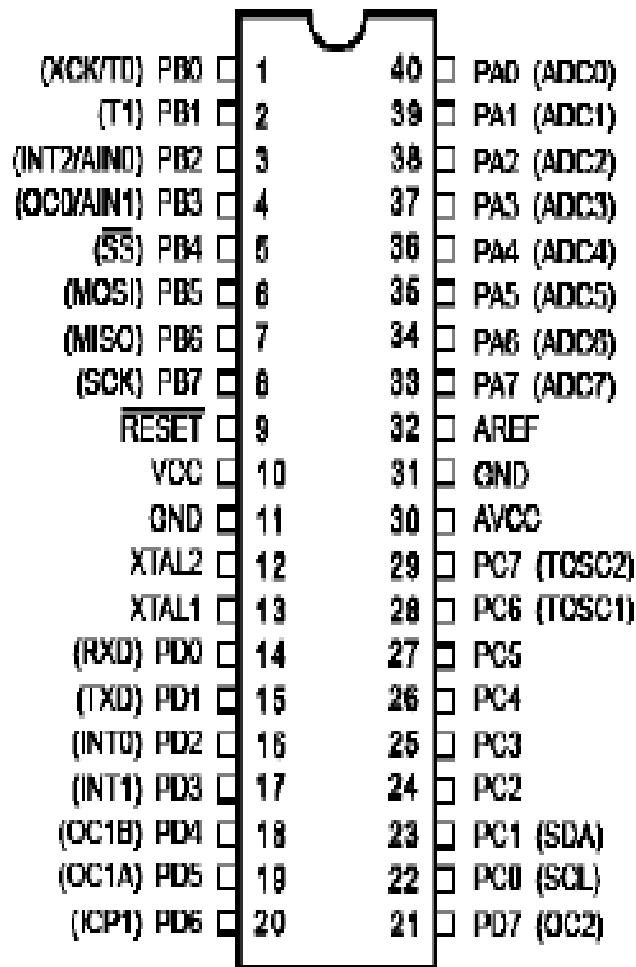 (XCK/T0) PB0 1 40 PA0 (ADC0)
(T1) PB1 2 39 PA1 (ADC1)
(INT2/AIN0) PB2 3 38 PA2 (ADC2)
(OC0/AIN1) PB3 4 37 PA3 (ADC3)
(S̅S̅) PB4 5 36 PA4 (ADC4)
(MOSI) PB5 6 35 PA5 (ADC5)
(MISO) PB6 7 34 PA6 (ADC6)
(SCK) PB7 8 33 PA7 (ADC7)
R̅E̅S̅E̅T̅ 9 32 AREF
VCC 10 31 GND
GND 11 30 AVCC
XTAL2 12 29 PC7 (TOSC2)
XTAL1 13 28 PC6 (TOSC1)
(RXD) PD0 14 27 PC5
(TXD) PD1 15 26 PC4
(INT0) PD2 16 25 PC3
(INT1) PD3 17 24 PC2
(OC1B) PD4 18 23 PC1 (SDA)
(OC1A) PD5 19 22 PC0 (SCL)
(ICP1) PD6 20 21 PD7 (OC2)